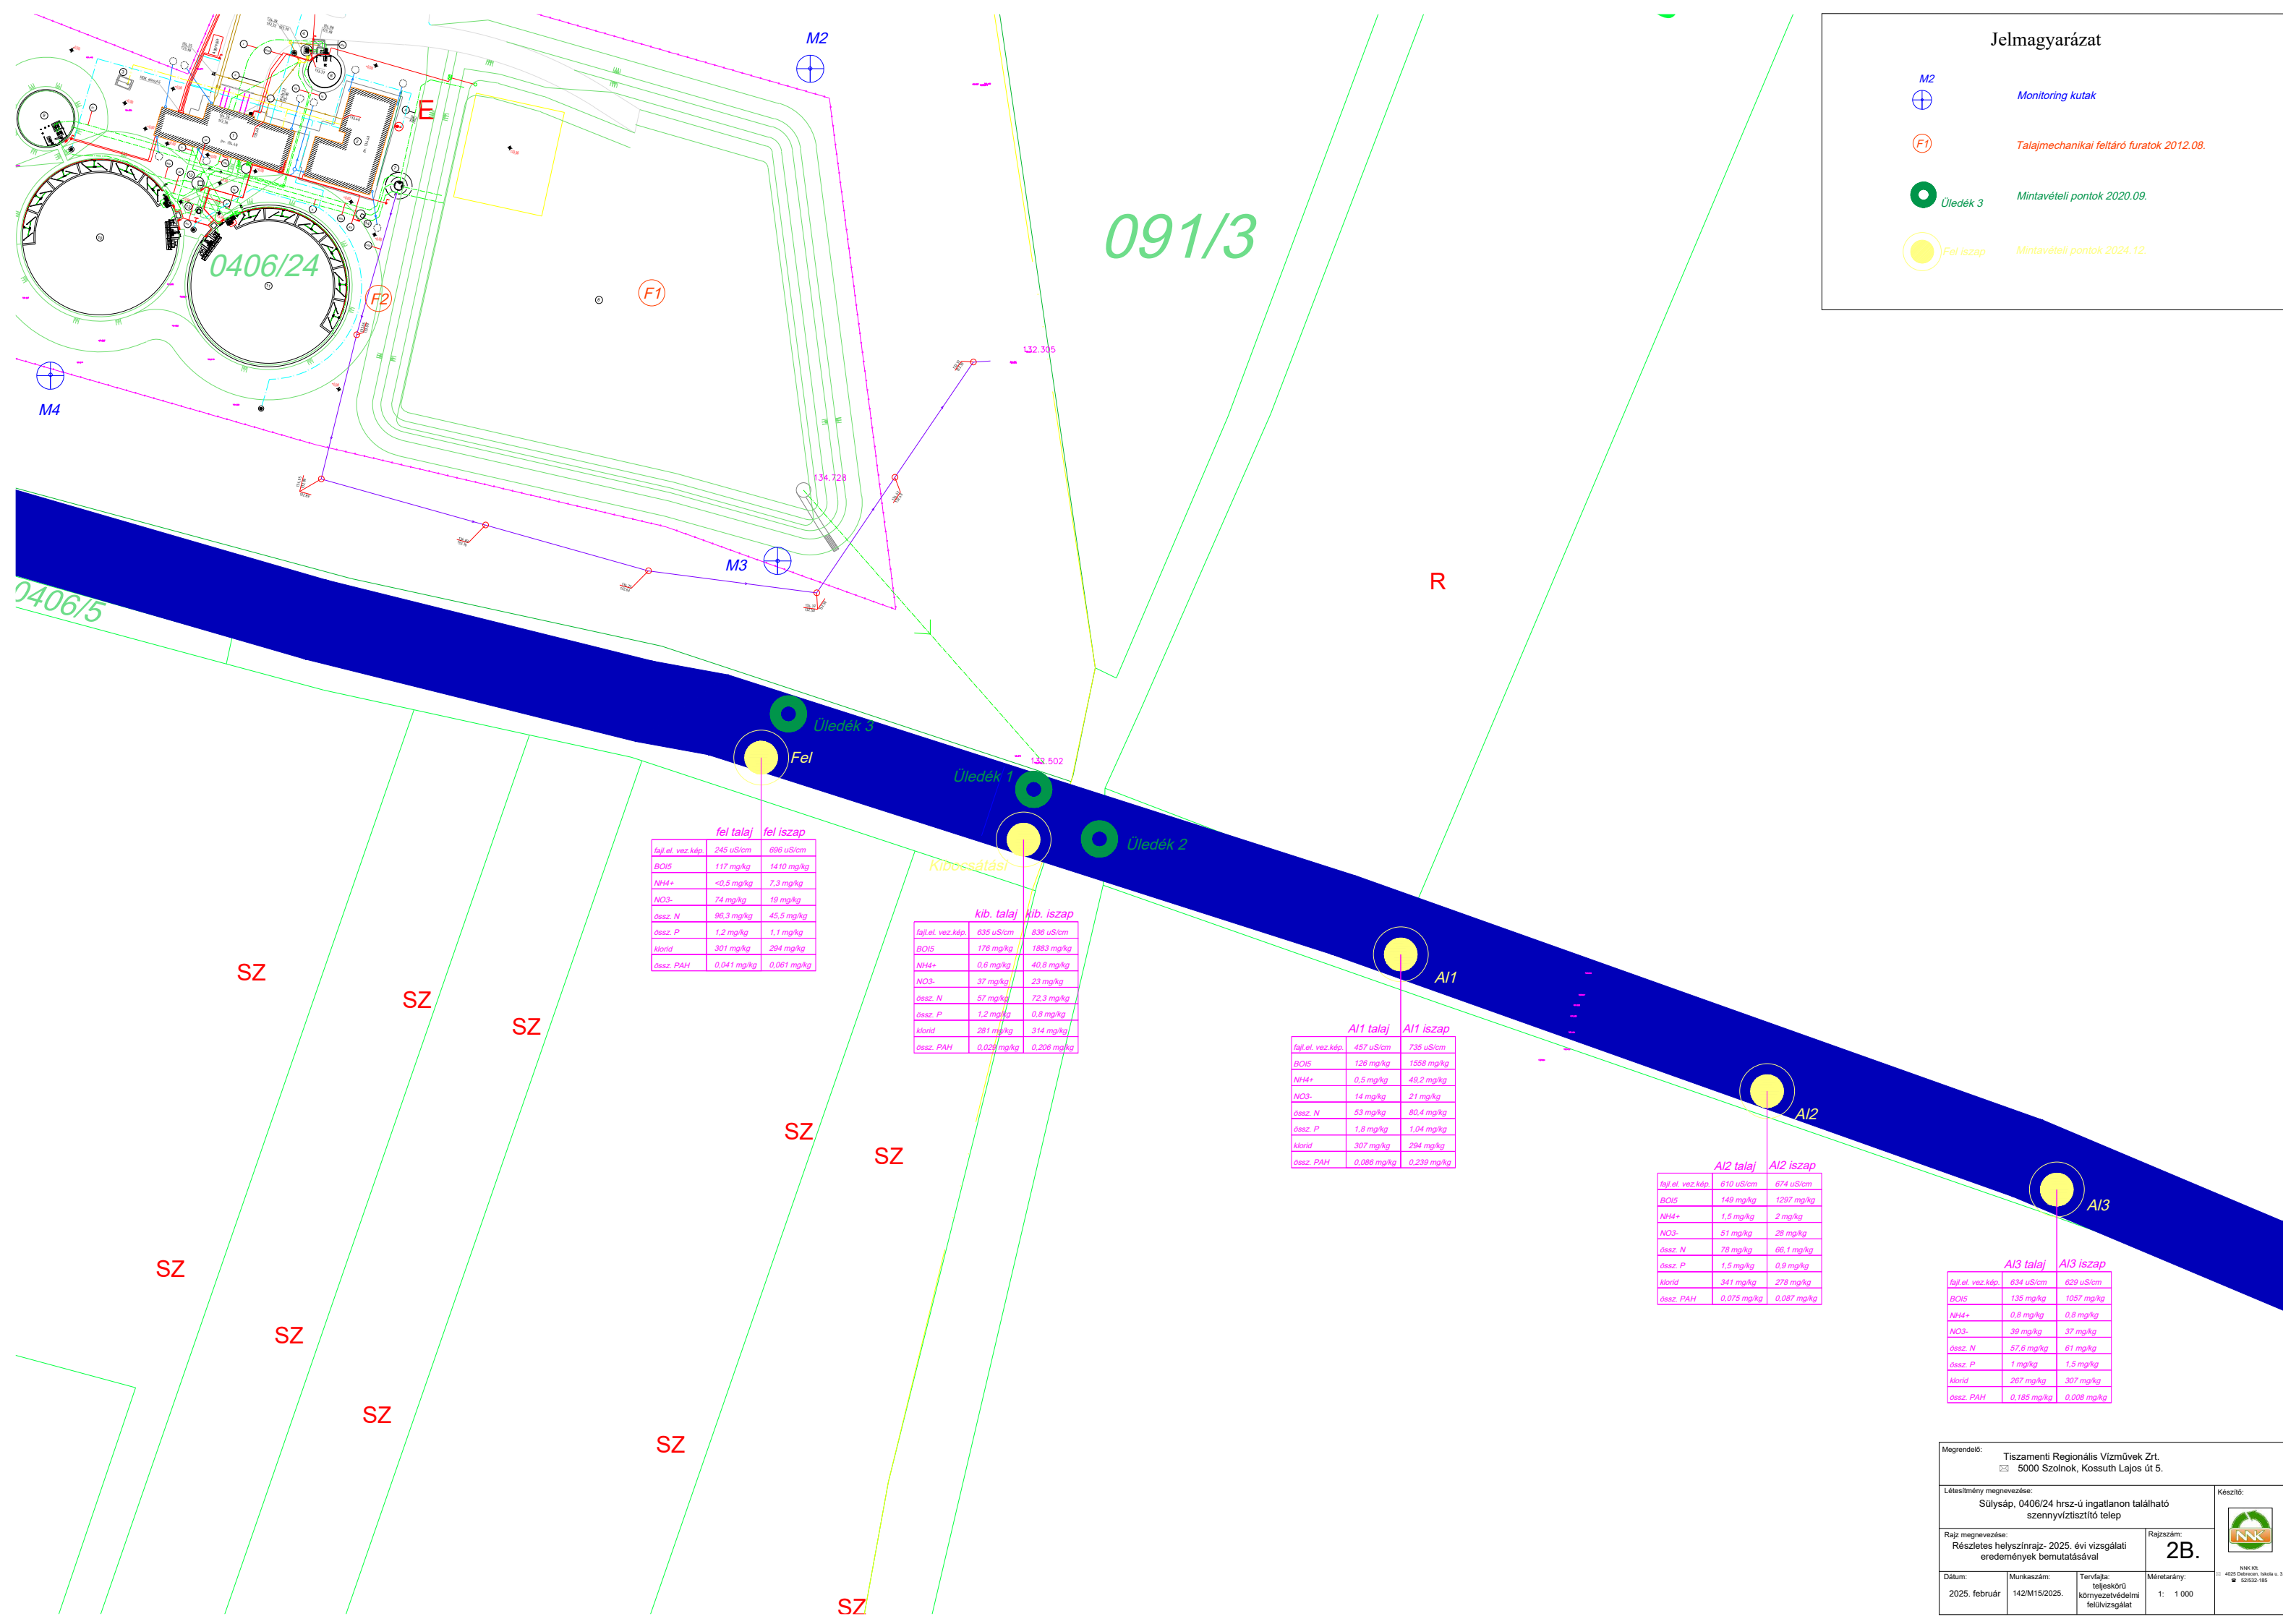 M2
Jelmagyarázat
M2
Monitoring kutak
F1
Talajmechanikai feltáró furatok 2012.08.
Üledék 3
Mintavételi pontok 2020.09.
Fel iszap
Mintavételi pontok 2024.12.
E
091/3
0406/24
F2
F1
132,305
M4
134,728
M3
R
0406/5
Üledék 3
Fel
132,502
Üledék 1
Üledék 2
Kibocsátás
fel talaj fel iszap
fajl.el. vez.kép. 245 uS/cm 696 uS/cm
BOI5 117 mg/kg 1410 mg/kg
NH4+ <0,5 mg/kg 7,3 mg/kg
NO3- 74 mg/kg 19 mg/kg
össz. N 96,3 mg/kg 45,5 mg/kg
össz. P 1,2 mg/kg 1,1 mg/kg
klorid 301 mg/kg 294 mg/kg
össz. PAH 0,041 mg/kg 0,061 mg/kg
kib. talaj kib. iszap
fajl.el. vez.kép. 635 uS/cm 836 uS/cm
BOI5 176 mg/kg 1883 mg/kg
NH4+ 0,6 mg/kg 40,8 mg/kg
NO3- 37 mg/kg 23 mg/kg
össz. N 57 mg/kg 72,3 mg/kg
össz. P 1,2 mg/kg 0,8 mg/kg
klorid 281 mg/kg 314 mg/kg
össz. PAH 0,029 mg/kg 0,206 mg/kg
Al1
Al1 talaj Al1 iszap
fajl.el. vez.kép. 457 uS/cm 735 uS/cm
BOI5 126 mg/kg 1558 mg/kg
NH4+ 0,5 mg/kg 49,2 mg/kg
NO3- 14 mg/kg 21 mg/kg
össz. N 53 mg/kg 80,4 mg/kg
össz. P 1,8 mg/kg 1,04 mg/kg
klorid 307 mg/kg 294 mg/kg
össz. PAH 0,086 mg/kg 0,239 mg/kg
Al2
Al2 talaj Al2 iszap
fajl.el. vez.kép. 610 uS/cm 674 uS/cm
BOI5 149 mg/kg 1297 mg/kg
NH4+ 1,5 mg/kg 2 mg/kg
NO3- 51 mg/kg 28 mg/kg
össz. N 78 mg/kg 66,1 mg/kg
össz. P 1,5 mg/kg 0,9 mg/kg
klorid 341 mg/kg 278 mg/kg
össz. PAH 0,075 mg/kg 0,087 mg/kg
Al3
Al3 talaj Al3 iszap
fajl.el. vez.kép. 634 uS/cm 629 uS/cm
BOI5 135 mg/kg 1057 mg/kg
NH4+ 0,8 mg/kg 0,8 mg/kg
NO3- 39 mg/kg 37 mg/kg
össz. N 57,6 mg/kg 61 mg/kg
össz. P 1 mg/kg 1,5 mg/kg
klorid 267 mg/kg 307 mg/kg
össz. PAH 0,185 mg/kg 0,008 mg/kg
SZ
SZ
SZ
SZ
SZ
SZ
SZ
SZ
SZ
SZ
Megrendelő:
Tiszamenti Regionális Vízművek Zrt.
5000 Szolnok, Kossuth Lajos út 5.
Létesítmény megnevezése:
Sülysáp, 0406/24 hrsz-ú ingatlanon található
szennyvíztisztító telep
Készítő:
NNK
NNK Kft.
4025 Debrecen, Iskola u. 3
52/532-185
Rajz megnevezése:
Részletes helyszínrajz- 2025. évi vizsgálati
eredmények bemutatásával
Rajzszám:
2B.
Dátum:
2025. február
Munkaszám:
142/M15/2025.
Tervfajta:
teljeskörű
környezetvédelmi
felülvizsgálat
Méretarány:
1: 1 000